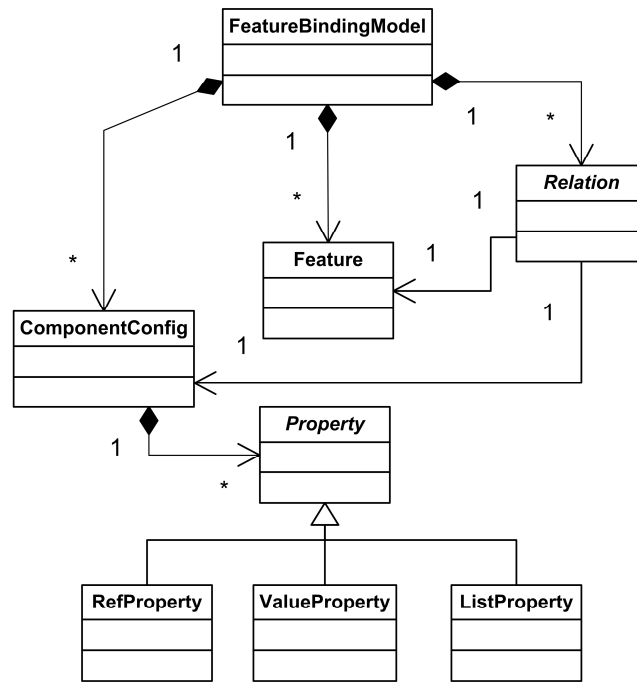 FeatureBindingModel
1
1
1
*
Relation
*
1
Feature
1
*
ComponentConfig
1
1
Property
1
*
RefProperty
ValueProperty
ListProperty